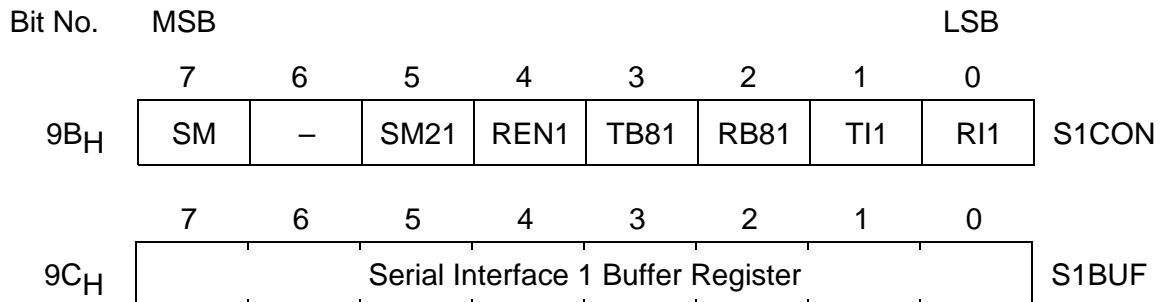 Bit No. MSB LSB
7 6 5 4 3 2 1 0
9BH SM – SM21 REN1 TB81 RB81 TI1 RI1 S1CON
7 6 5 4 3 2 1 0
9CH Serial Interface 1 Buffer Register S1BUF